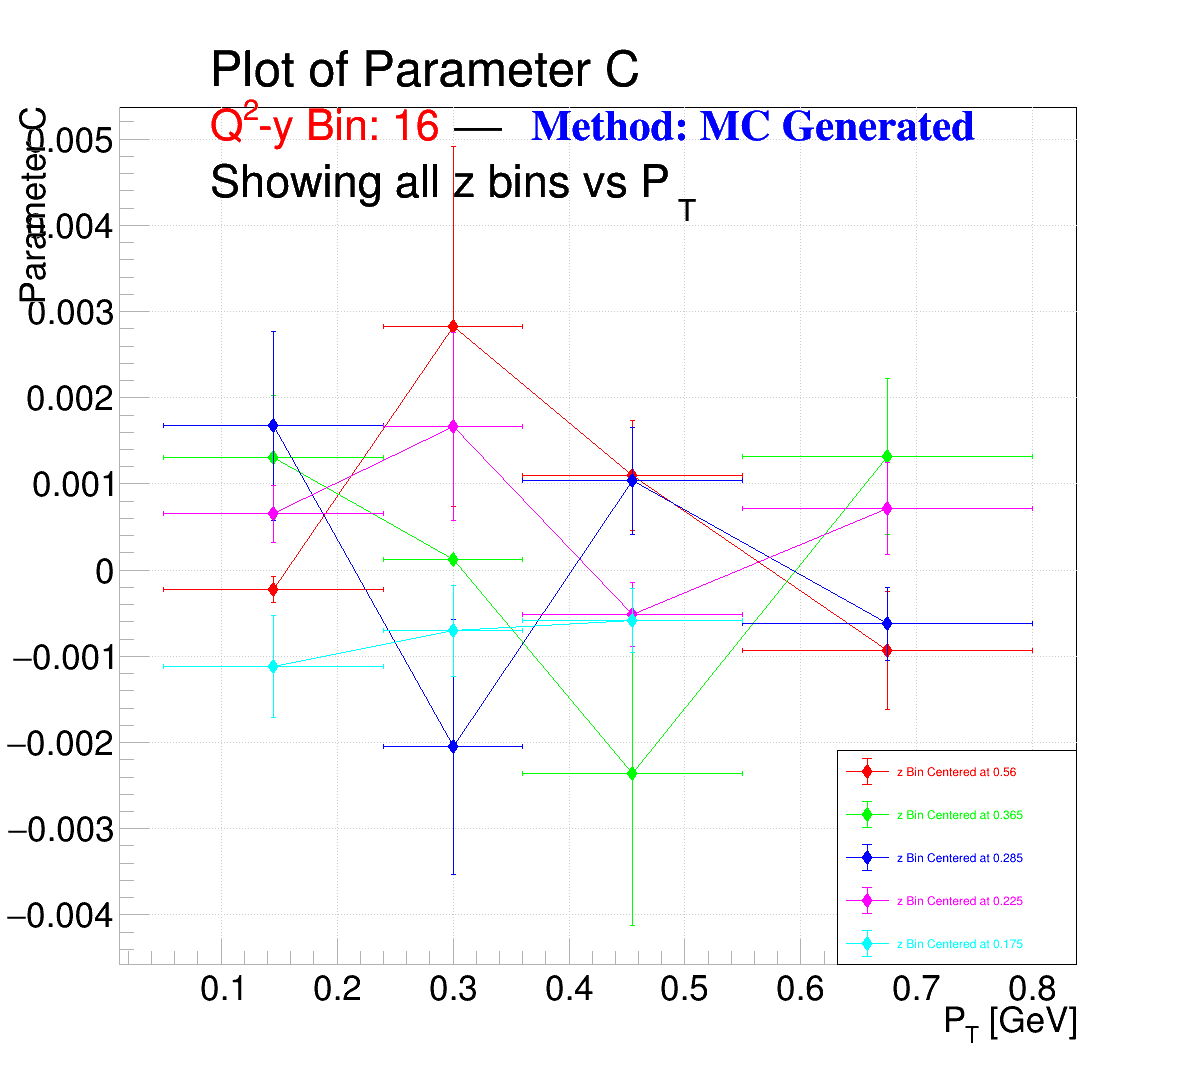 Plot of Parameter C
Q²-y Bin: 16 — Method: MC Generated
Showing all z bins vs P_T
Parameter C
0.005
0.004
0.003
0.002
0.001
0
−0.001
−0.002
−0.003
−0.004
z Bin Centered at 0.56
z Bin Centered at 0.365
z Bin Centered at 0.285
z Bin Centered at 0.225
z Bin Centered at 0.175
0.1 0.2 0.3 0.4 0.5 0.6 0.7 0.8
P_T [GeV]